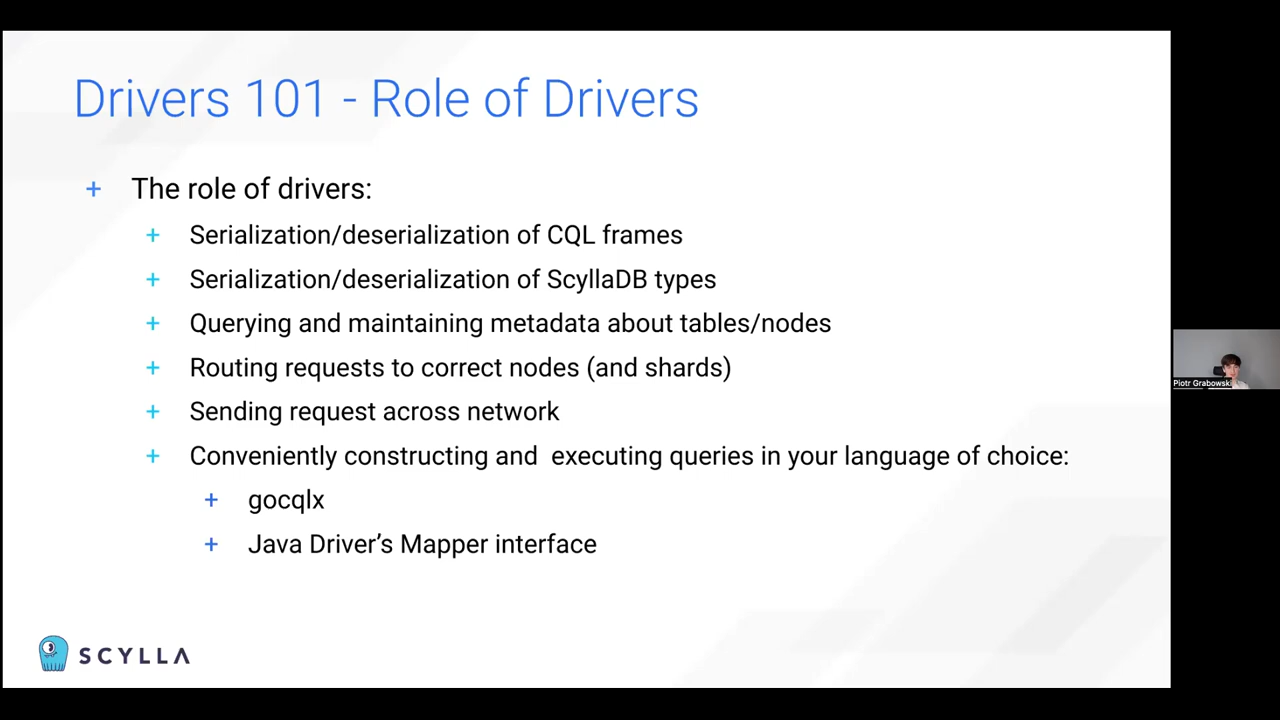 Drivers 101 - Role of Drivers
+ The role of drivers:
+ Serialization/deserialization of CQL frames
+ Serialization/deserialization of ScyllaDB types
+ Querying and maintaining metadata about tables/nodes
+ Routing requests to correct nodes (and shards)
+ Sending request across network
+ Conveniently constructing and  executing queries in your language of choice:
+ gocqlx
+ Java Driver’s Mapper interface
Piotr Grabowski
SCYLLA